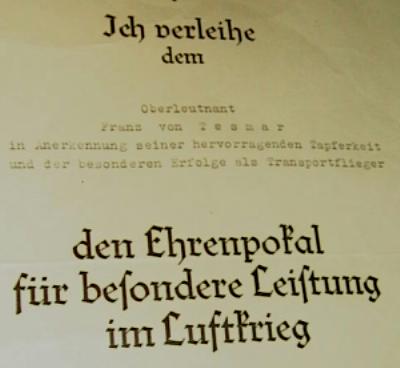 Ich verleihe
dem
Oberleutnant
Franz von Tesmar
in Anerkennung seiner hervorragenden Tapferkeit
und der besonderen Erfolge als Transportflieger
den Ehrenpokal
für besondere Leistung
im Luftkrieg